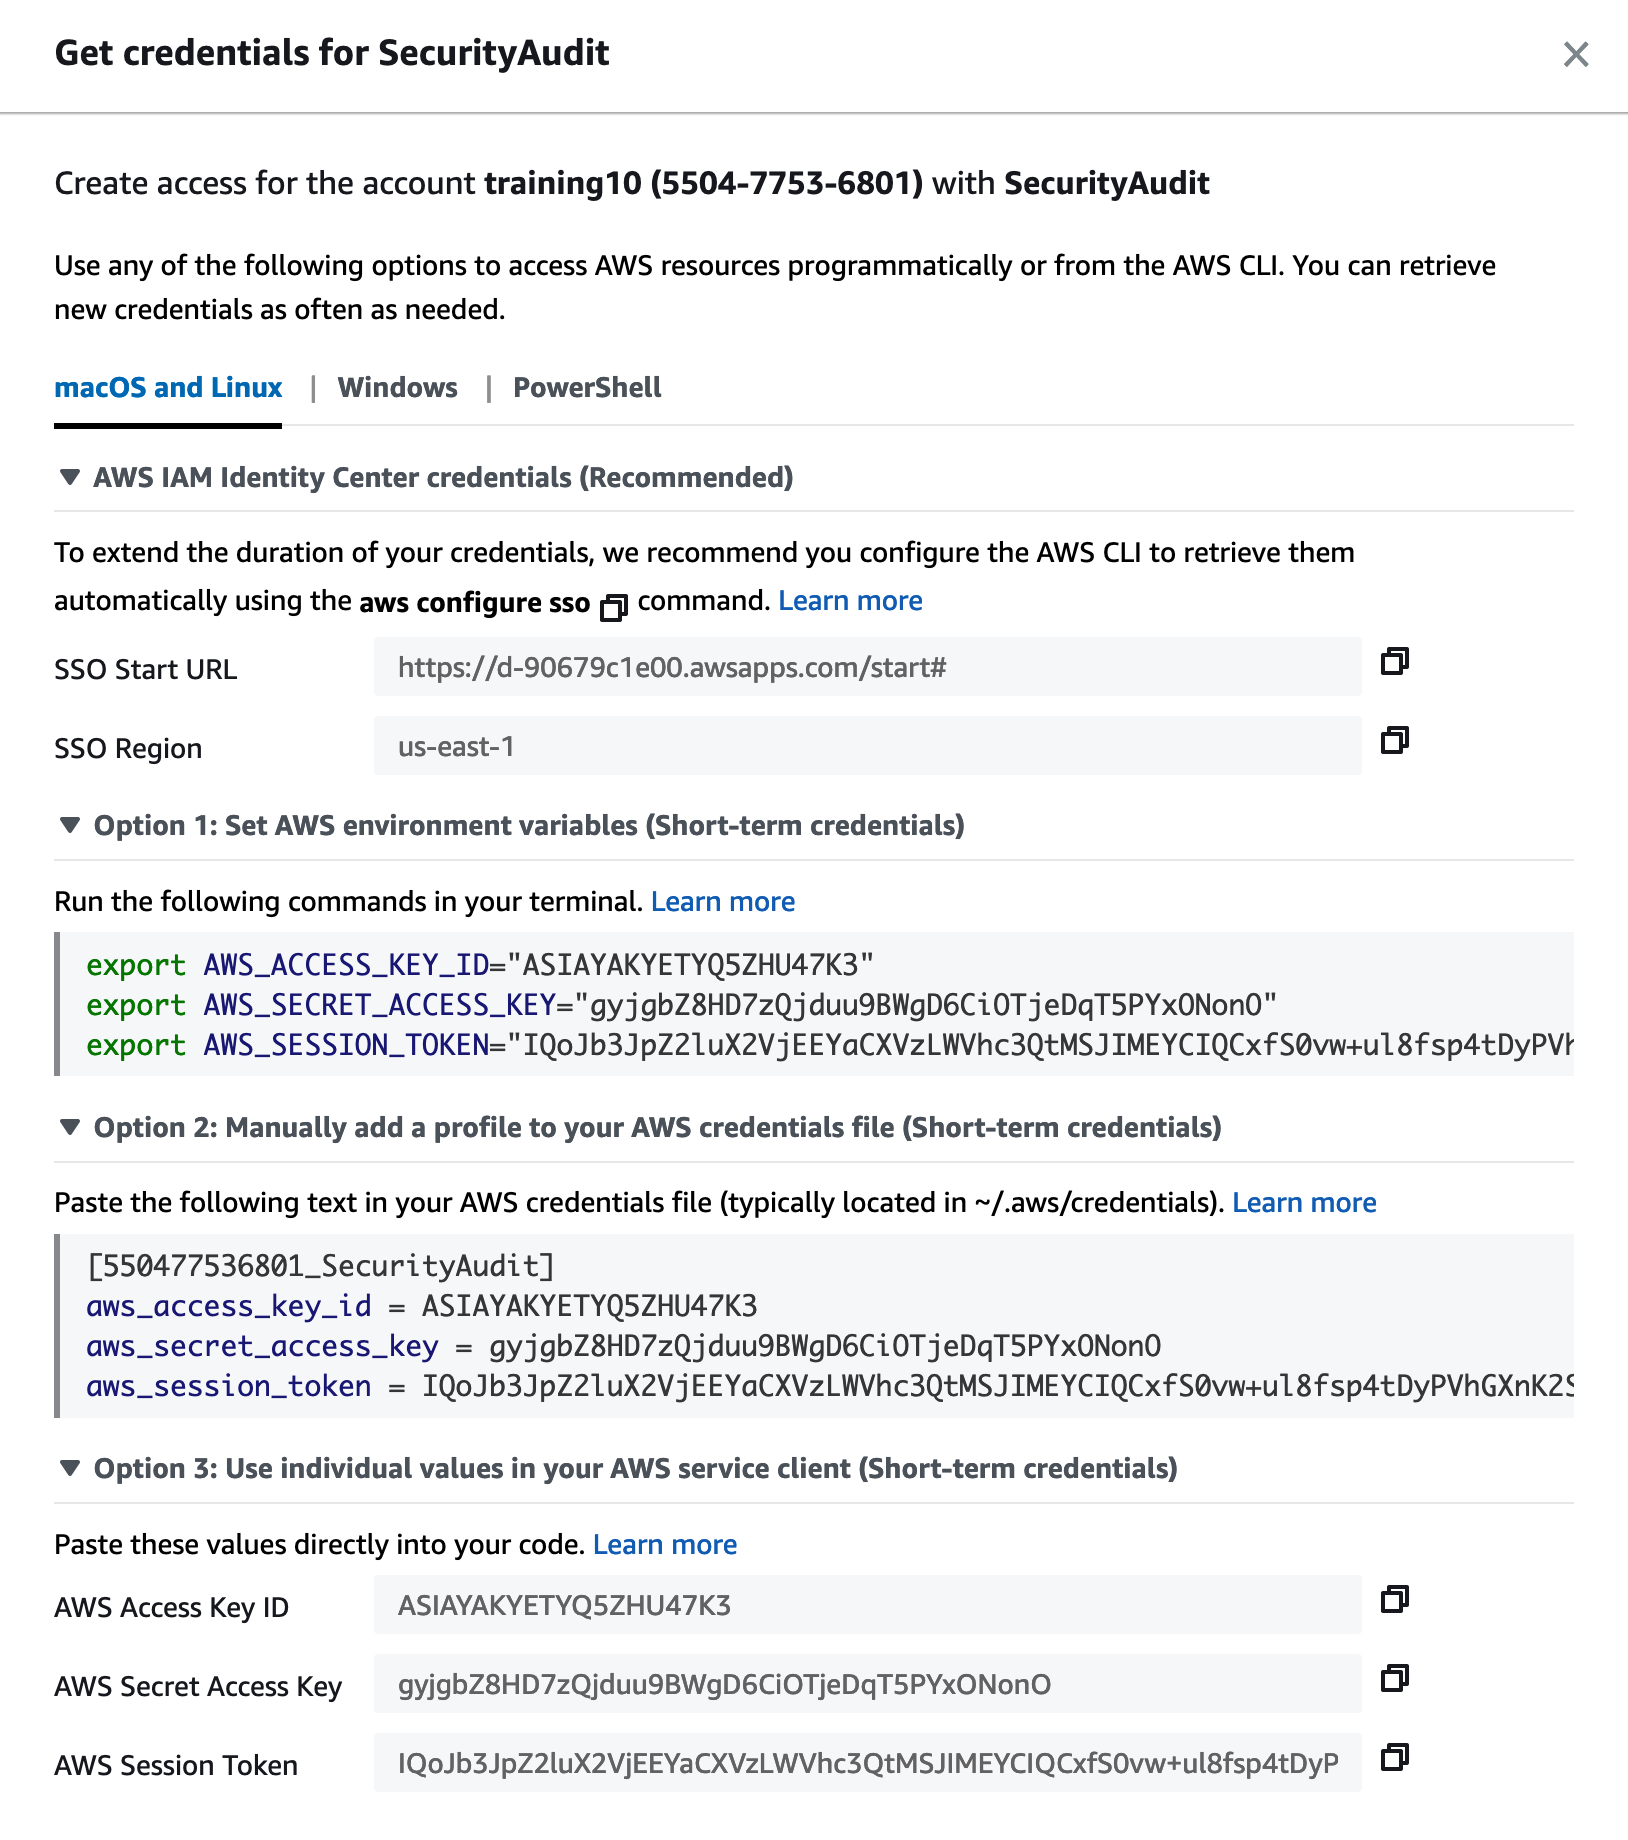 Get credentials for SecurityAudit
Create access for the account training10 (5504-7753-6801) with SecurityAudit
Use any of the following options to access AWS resources programmatically or from the AWS CLI. You can retrieve
new credentials as often as needed.
macOS and Linux | Windows | PowerShell
AWS IAM Identity Center credentials (Recommended)
To extend the duration of your credentials, we recommend you configure the AWS CLI to retrieve them
automatically using the aws configure sso command. Learn more
SSO Start URL https://d-90679c1e00.awsapps.com/start#
SSO Region us-east-1
Option 1: Set AWS environment variables (Short-term credentials)
Run the following commands in your terminal. Learn more
export AWS_ACCESS_KEY_ID="ASIAYAKYETYQ5ZHU47K3"
export AWS_SECRET_ACCESS_KEY="gyjgbZ8HD7zQjduu9BWgD6CiOTjeDqT5PYxONonO"
export AWS_SESSION_TOKEN="IQoJb3JpZ2luX2VjEEYaCXVzLWVhc3QtMSJIMEYCIQCxfS0vw+ul8fsp4tDyPVh
Option 2: Manually add a profile to your AWS credentials file (Short-term credentials)
Paste the following text in your AWS credentials file (typically located in ~/.aws/credentials). Learn more
[550477536801_SecurityAudit]
aws_access_key_id = ASIAYAKYETYQ5ZHU47K3
aws_secret_access_key = gyjgbZ8HD7zQjduu9BWgD6CiOTjeDqT5PYxONonO
aws_session_token = IQoJb3JpZ2luX2VjEEYaCXVzLWVhc3QtMSJIMEYCIQCxfS0vw+ul8fsp4tDyPVhGXnK2S
Option 3: Use individual values in your AWS service client (Short-term credentials)
Paste these values directly into your code. Learn more
AWS Access Key ID ASIAYAKYETYQ5ZHU47K3
AWS Secret Access Key gyjgbZ8HD7zQjduu9BWgD6CiOTjeDqT5PYxONonO
AWS Session Token IQoJb3JpZ2luX2VjEEYaCXVzLWVhc3QtMSJIMEYCIQCxfS0vw+ul8fsp4tDyP